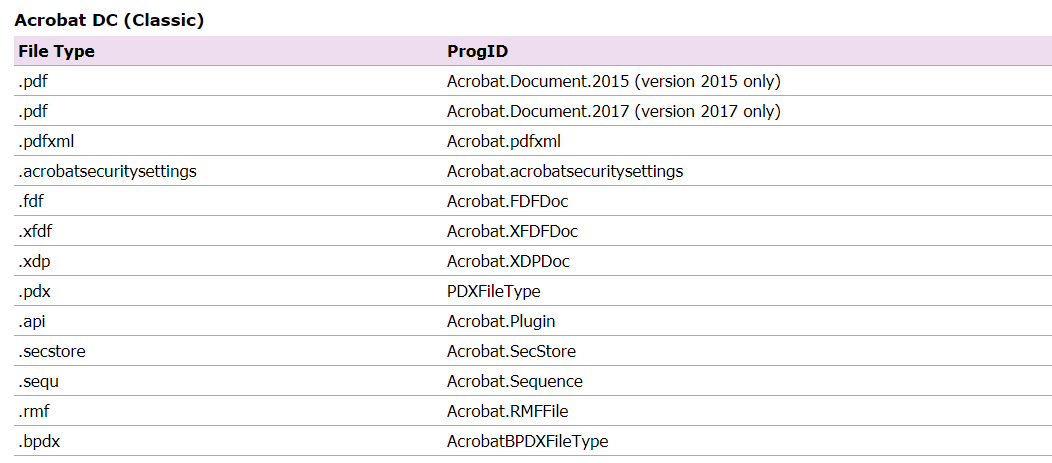 Acrobat DC (Classic)
File Type ProgID
.pdf Acrobat.Document.2015 (version 2015 only)
.pdf Acrobat.Document.2017 (version 2017 only)
.pdfxml Acrobat.pdfxml
.acrobatsecuritysettings Acrobat.acrobatsecuritysettings
.fdf Acrobat.FDFDoc
.xfdf Acrobat.XFDFDoc
.xdp Acrobat.XDPDoc
.pdx PDXFileType
.api Acrobat.Plugin
.secstore Acrobat.SecStore
.sequ Acrobat.Sequence
.rmf Acrobat.RMFFile
.bpdx AcrobatBPDXFileType